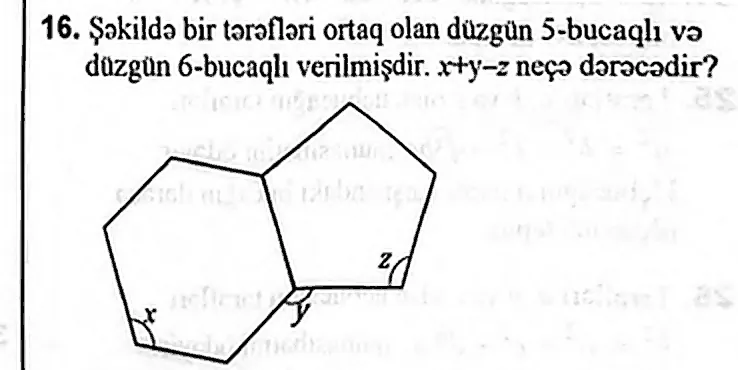 16. Şəkildə bir tərəfləri ortaq olan düzgün 5-bucaqlı və
düzgün 6-bucaqlı verilmişdir. x+y–z neçə dərəcədir?
z
x
y